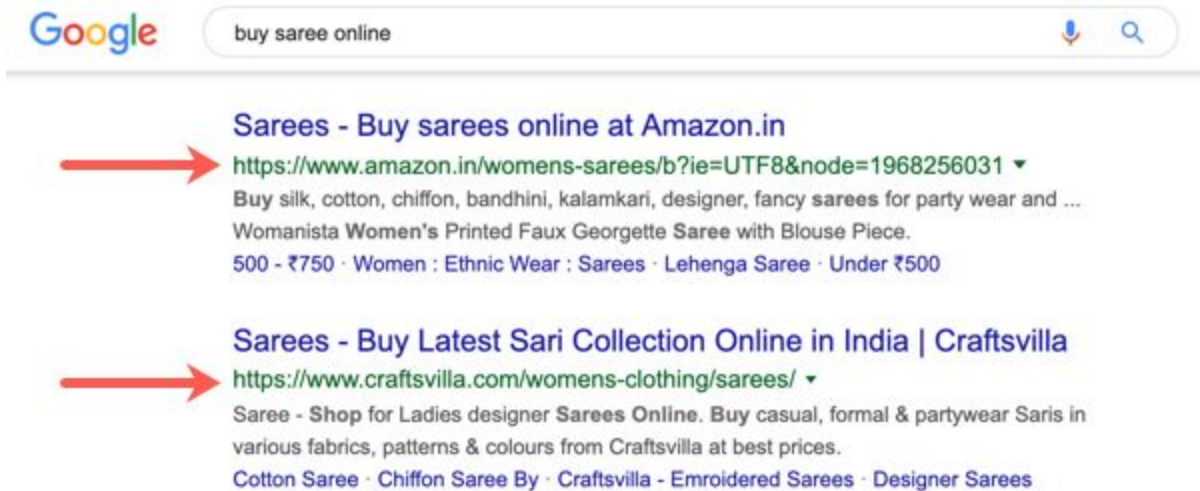 Google
buy saree online
Sarees - Buy sarees online at Amazon.in
https://www.amazon.in/womens-sarees/b?ie=UTF8&node=1968256031
Buy silk, cotton, chiffon, bandhini, kalamkari, designer, fancy sarees for party wear and ...
Womanista Women's Printed Faux Georgette Saree with Blouse Piece.
500 - ₹750 · Women : Ethnic Wear : Sarees · Lehenga Saree · Under ₹500
Sarees - Buy Latest Sari Collection Online in India | Craftsvilla
https://www.craftsvilla.com/womens-clothing/sarees/
Saree - Shop for Ladies designer Sarees Online. Buy casual, formal & partywear Saris in
various fabrics, patterns & colours from Craftsvilla at best prices.
Cotton Saree · Chiffon Saree By · Craftsvilla - Emroidered Sarees · Designer Sarees